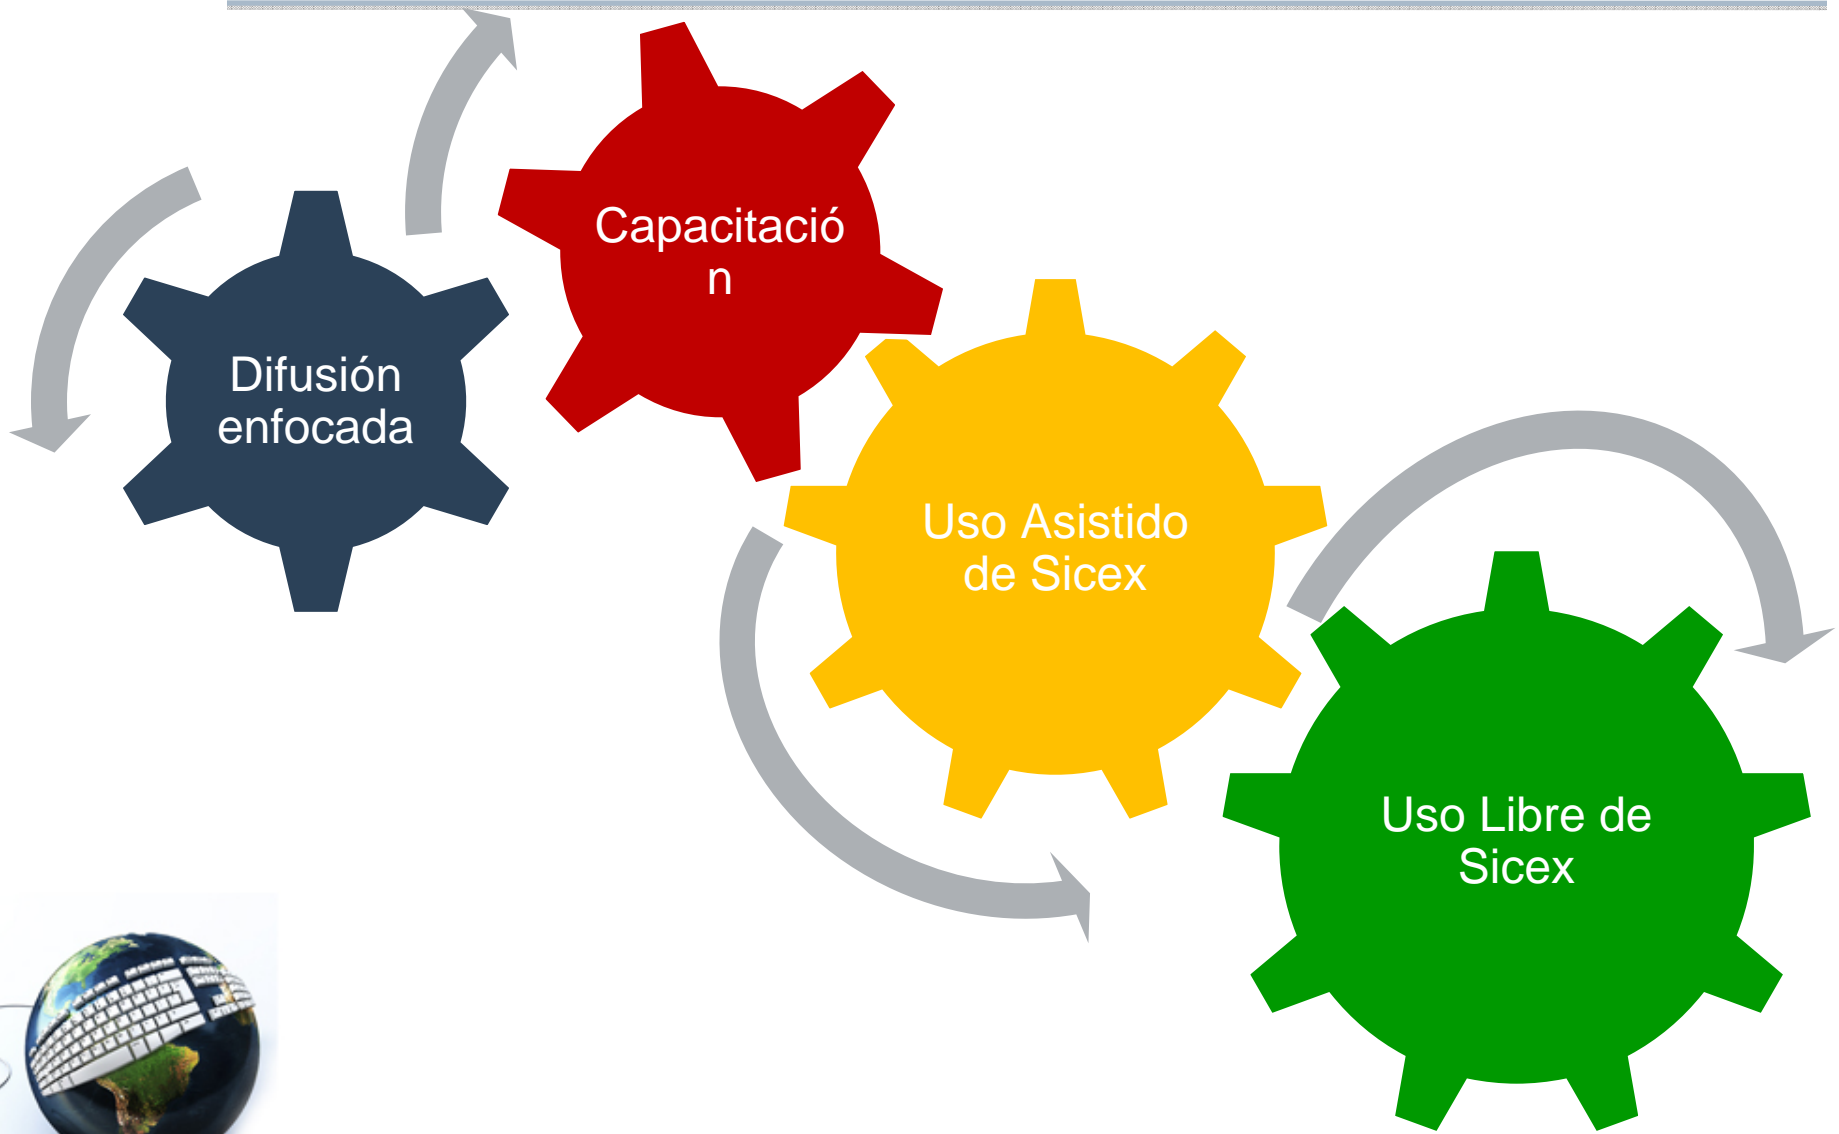 Capacitació
n
Difusión
enfocada
Uso Asistido
de Sicex
Uso Libre de
Sicex